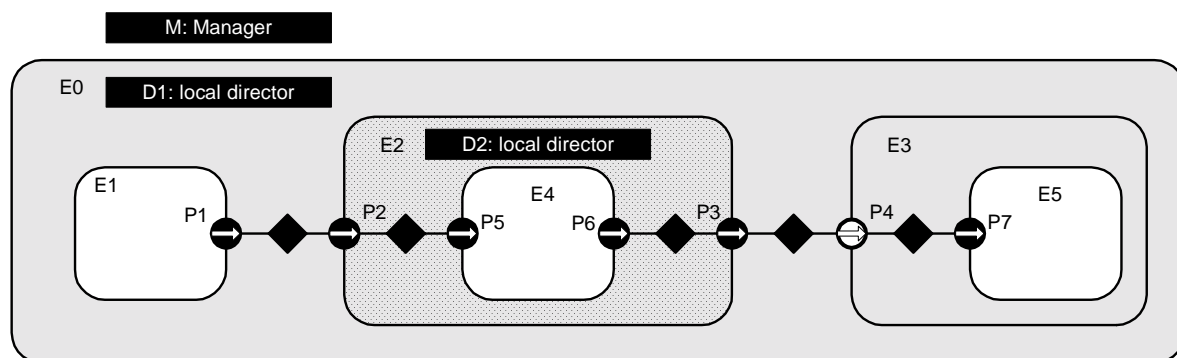 M: Manager
E0
D1: local director
E2
D2: local director
E3
E1
E4
E5
P1
P2
P5
P6
P3
P4
P7